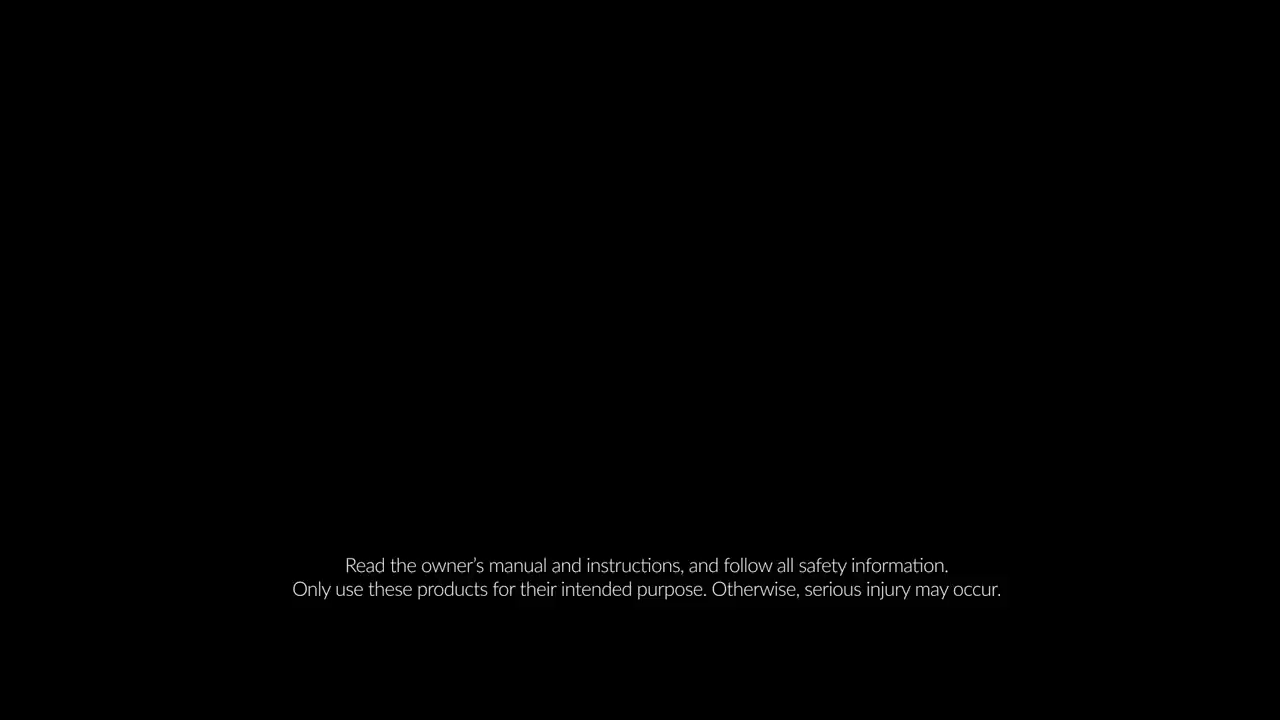 Read the owner’s manual and instructions, and follow all safety information.
Only use these products for their intended purpose. Otherwise, serious injury may occur.